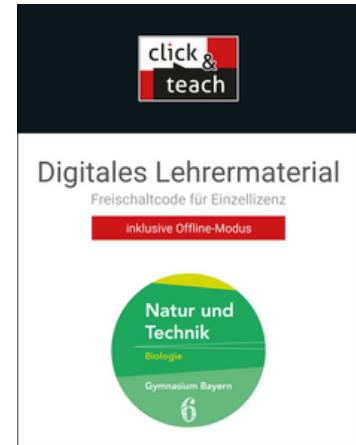 click &
teach
Digitales Lehrermaterial
Freischaltcode für Einzellizenz
inklusive Offline-Modus
Natur und
Technik
Biologie
Gymnasium Bayern
6